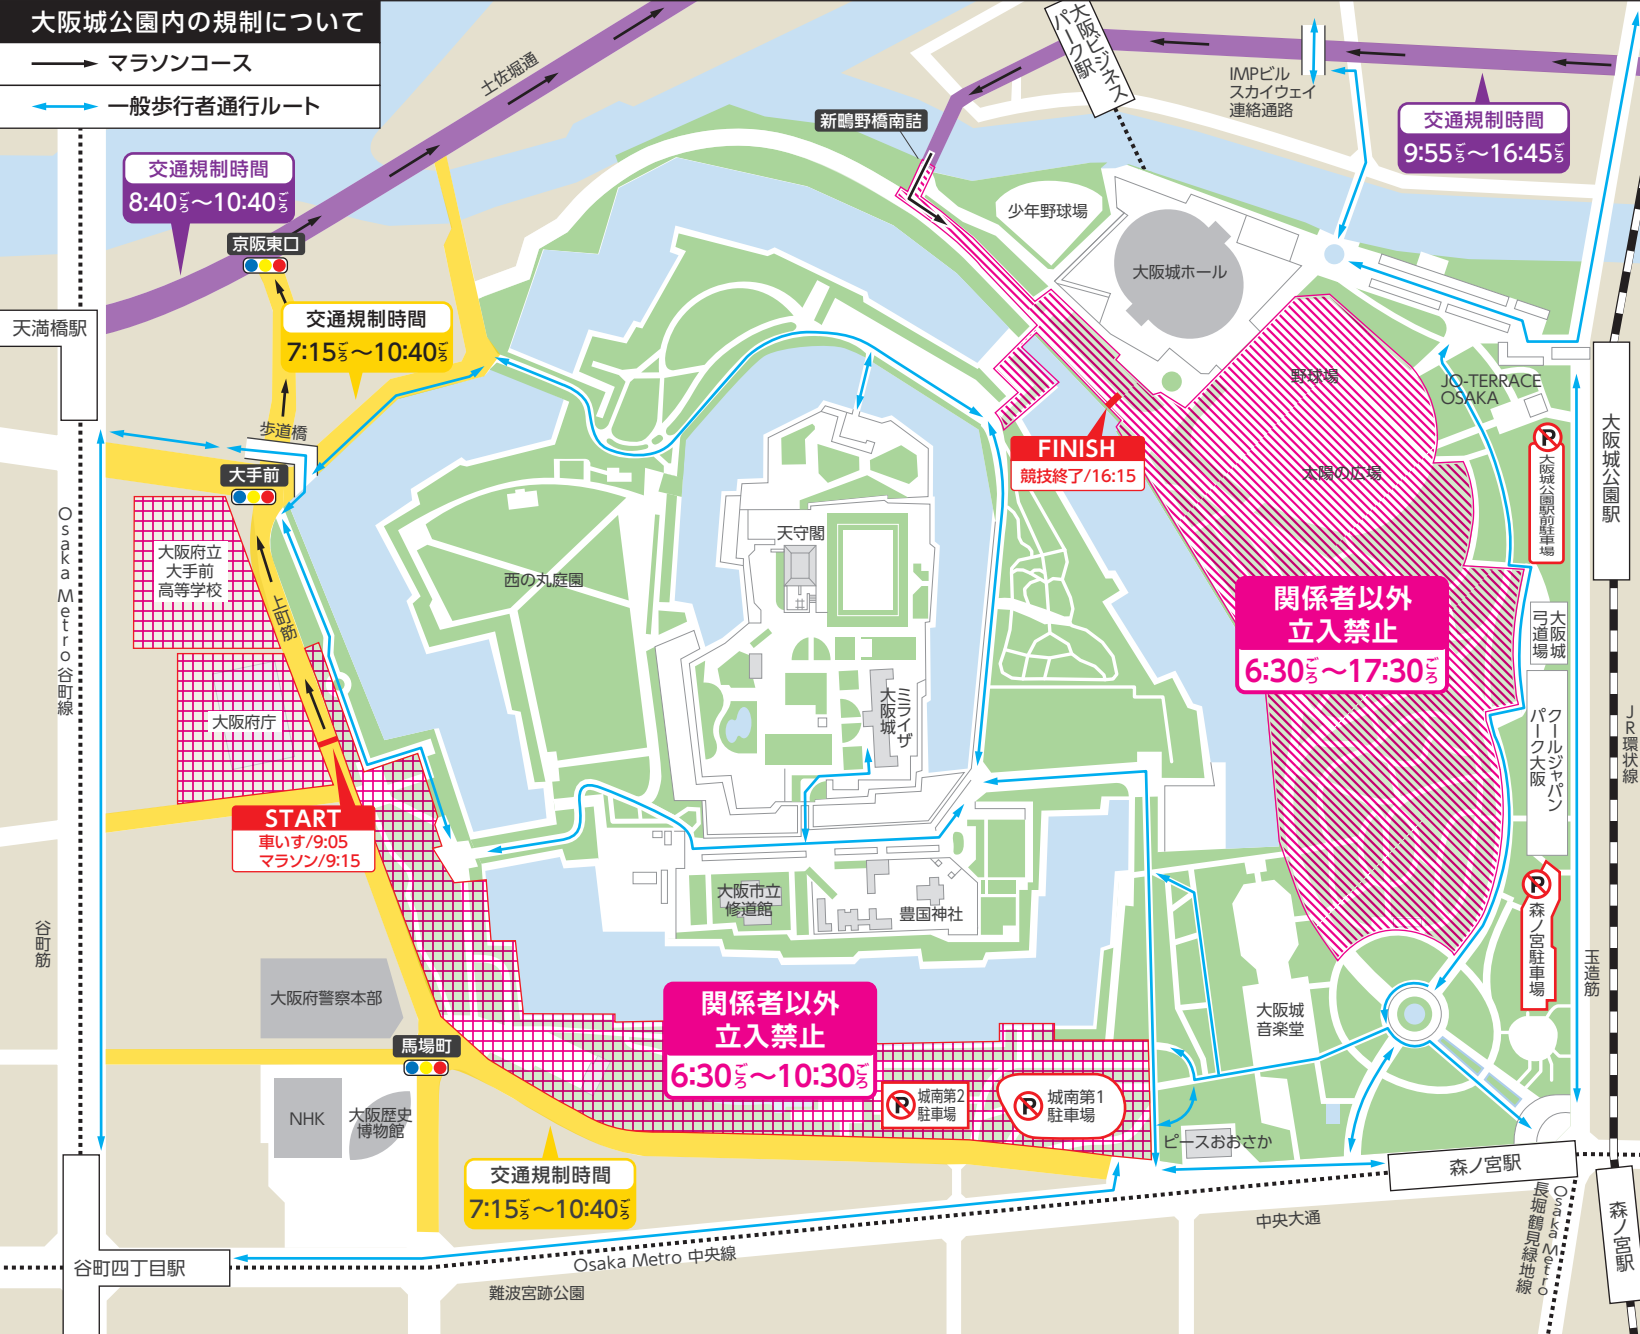 大阪城公園内の規制について
マラソンコース
一般歩行者通行ルート
土佐堀通
大阪ビジネス
パーク駅
IMPビル
スカイウェイ
連絡通路
交通規制時間
9:55ごろ〜16:45ごろ
新鴫野橋南詰
交通規制時間
8:40ごろ〜10:40ごろ
京阪東口
少年野球場
大阪城ホール
天満橋駅
交通規制時間
7:15ごろ〜10:40ごろ
野球場
JO-TERRACE
OSAKA
歩道橋
大手前
FINISH
競技終了/16:15
太陽の広場
大阪城公園駅前駐車場
大阪城公園駅
Osaka Metro 谷町線
大阪府立
大手前
高等学校
上町筋
西の丸庭園
天守閣
関係者以外
立入禁止
6:30ごろ〜17:30ごろ
大阪城
弓道場
大阪府庁
ミライザ
大阪城
クールジャパン
パーク大阪
JR環状線
START
車いす/9:05
マラソン/9:15
大阪市立
修道館
豊国神社
P
森ノ宮駐車場
谷町筋
玉造筋
大阪府警察本部
関係者以外
立入禁止
6:30ごろ〜10:30ごろ
大阪城
音楽堂
馬場町
P
城南第2
駐車場
P
城南第1
駐車場
NHK
大阪歴史
博物館
ピースおおさか
交通規制時間
7:15ごろ〜10:40ごろ
森ノ宮駅
森ノ宮駅
Osaka Metro
長堀鶴見緑地線
中央大通
谷町四丁目駅
Osaka Metro 中央線
難波宮跡公園
P